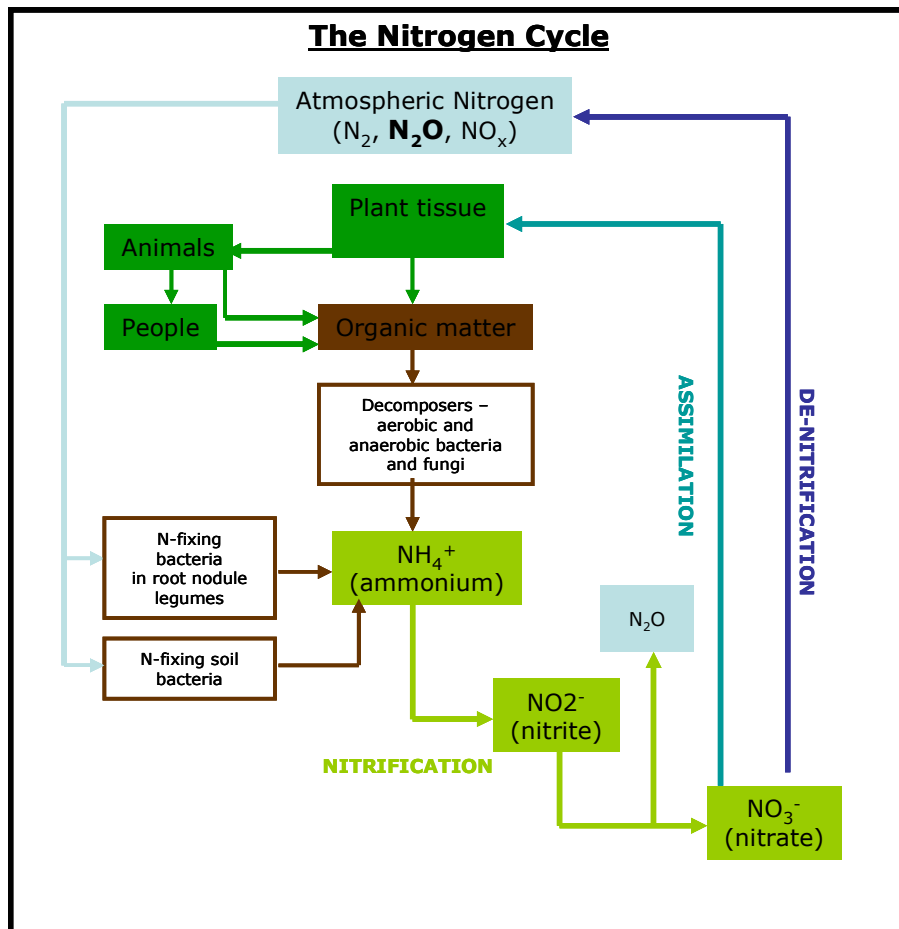 The Nitrogen Cycle
Atmospheric Nitrogen
(N₂, N₂O, NOₓ)
Plant tissue
Animals
People
Organic matter
Decomposers –
aerobic and
anaerobic bacteria
and fungi
ASSIMILATION
DE-NITRIFICATION
N-fixing
bacteria
in root nodule
legumes
NH₄⁺
(ammonium)
N₂O
N-fixing soil
bacteria
NO2⁻
(nitrite)
NITRIFICATION
NO₃⁻
(nitrate)